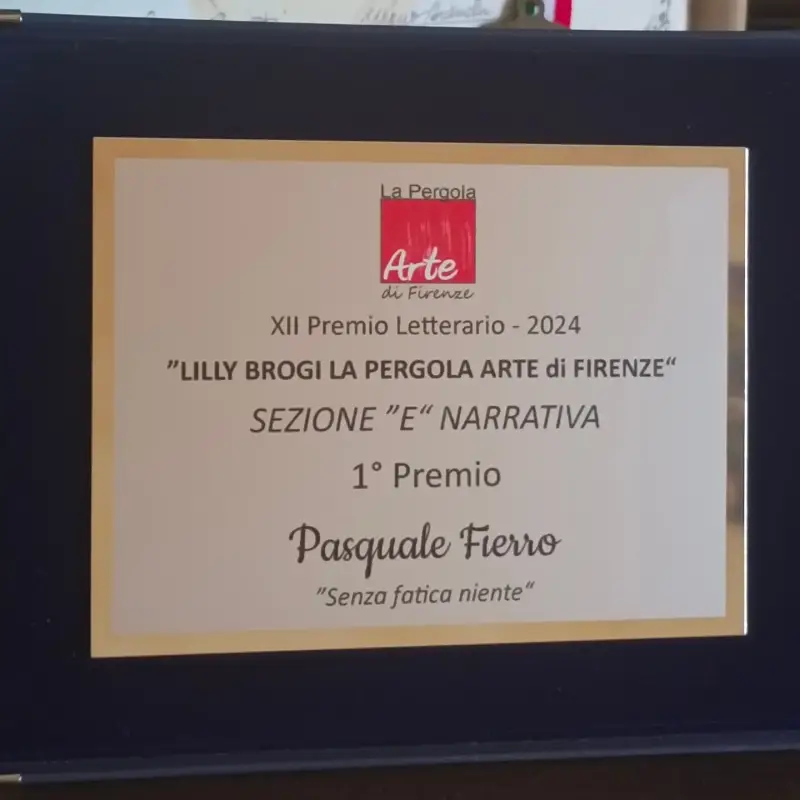 La Pergola
Arte
di Firenze
XII Premio Letterario - 2024
"LILLY BROGI LA PERGOLA ARTE di FIRENZE“
SEZIONE "E“ NARRATIVA
1° Premio
Pasquale Fierro
"Senza fatica niente“